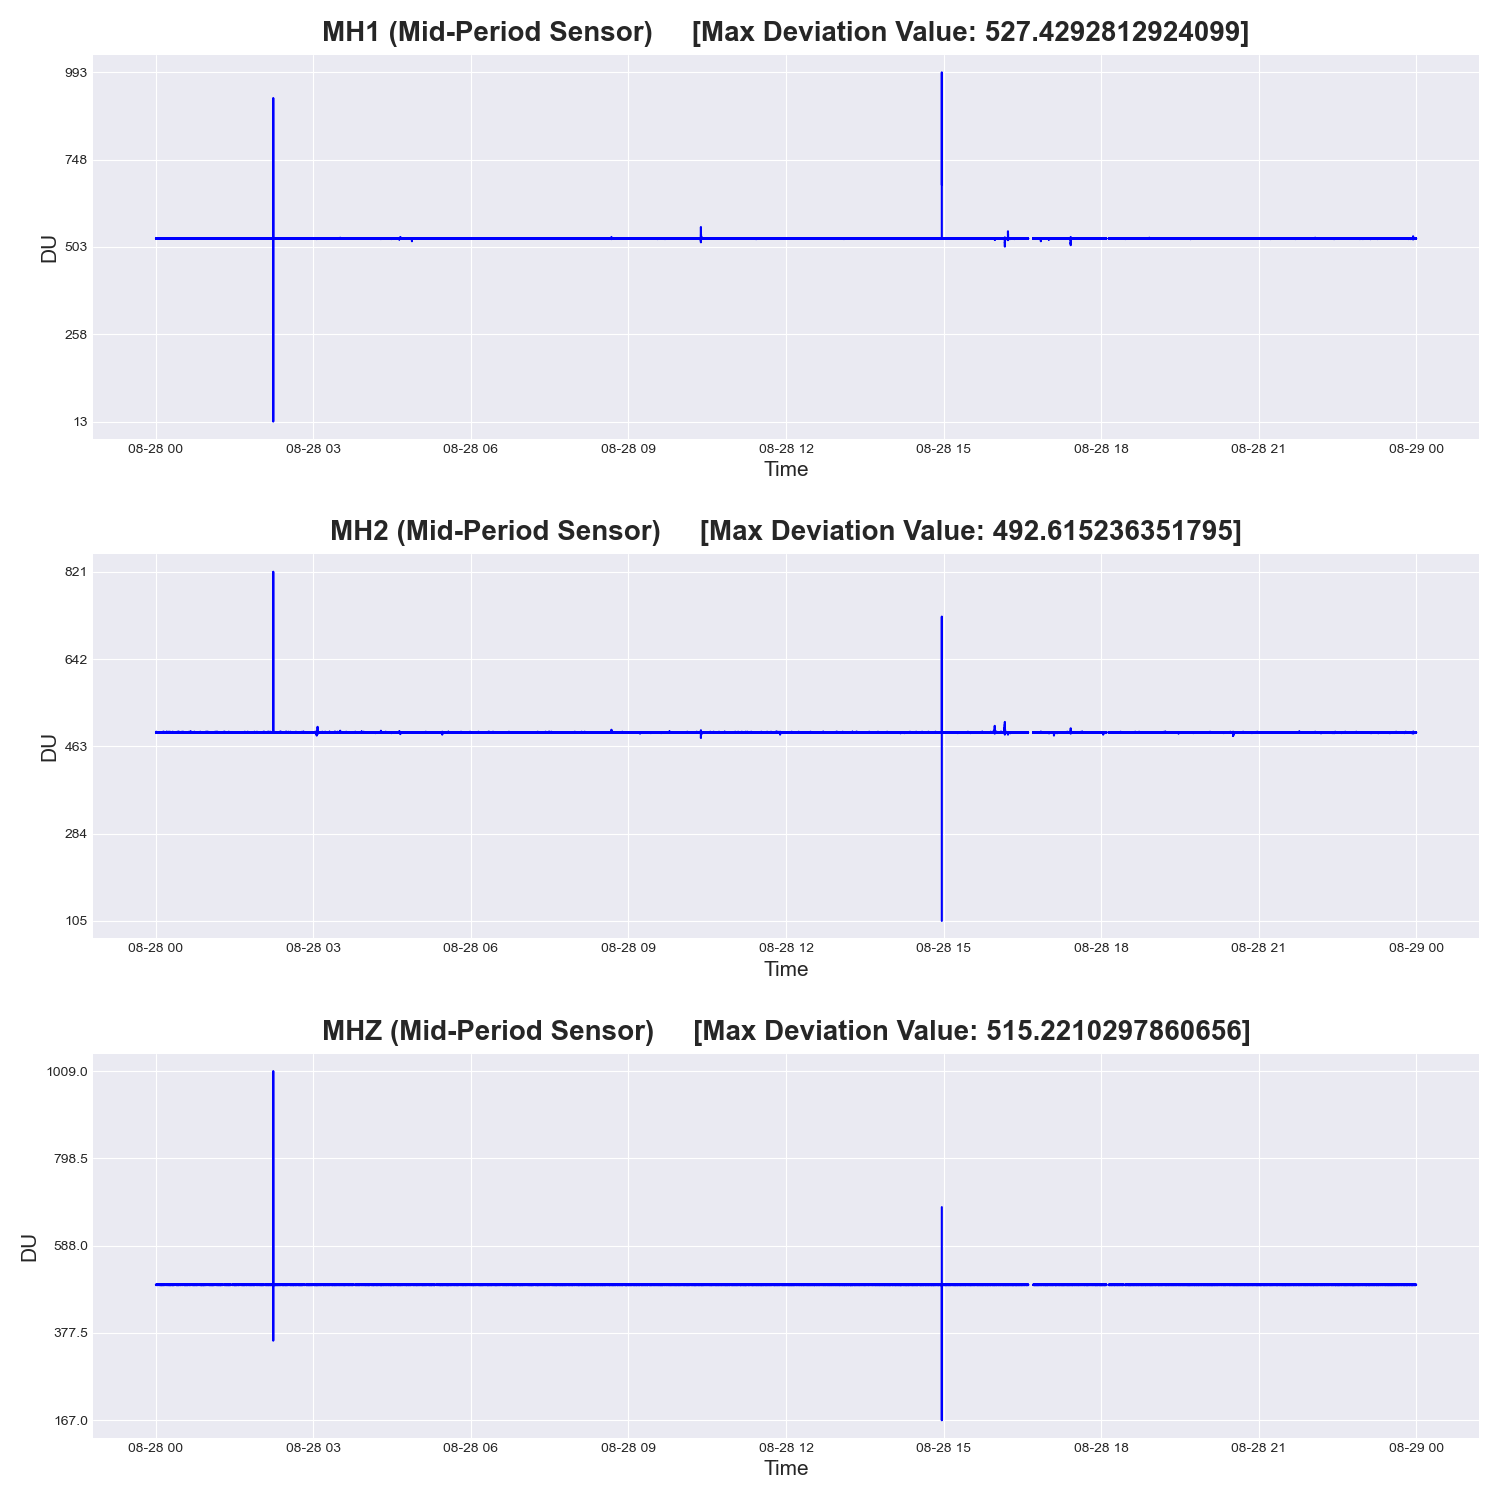 MH1 (Mid-Period Sensor) [Max Deviation Value: 527.4292812924099]
993
748
503
258
13
DU
08-28 00 08-28 03 08-28 06 08-28 09 08-28 12 08-28 15 08-28 18 08-28 21 08-29 00
Time
MH2 (Mid-Period Sensor) [Max Deviation Value: 492.615236351795]
821
642
463
284
105
DU
08-28 00 08-28 03 08-28 06 08-28 09 08-28 12 08-28 15 08-28 18 08-28 21 08-29 00
Time
MHZ (Mid-Period Sensor) [Max Deviation Value: 515.2210297860656]
1009.0
798.5
588.0
377.5
167.0
DU
08-28 00 08-28 03 08-28 06 08-28 09 08-28 12 08-28 15 08-28 18 08-28 21 08-29 00
Time